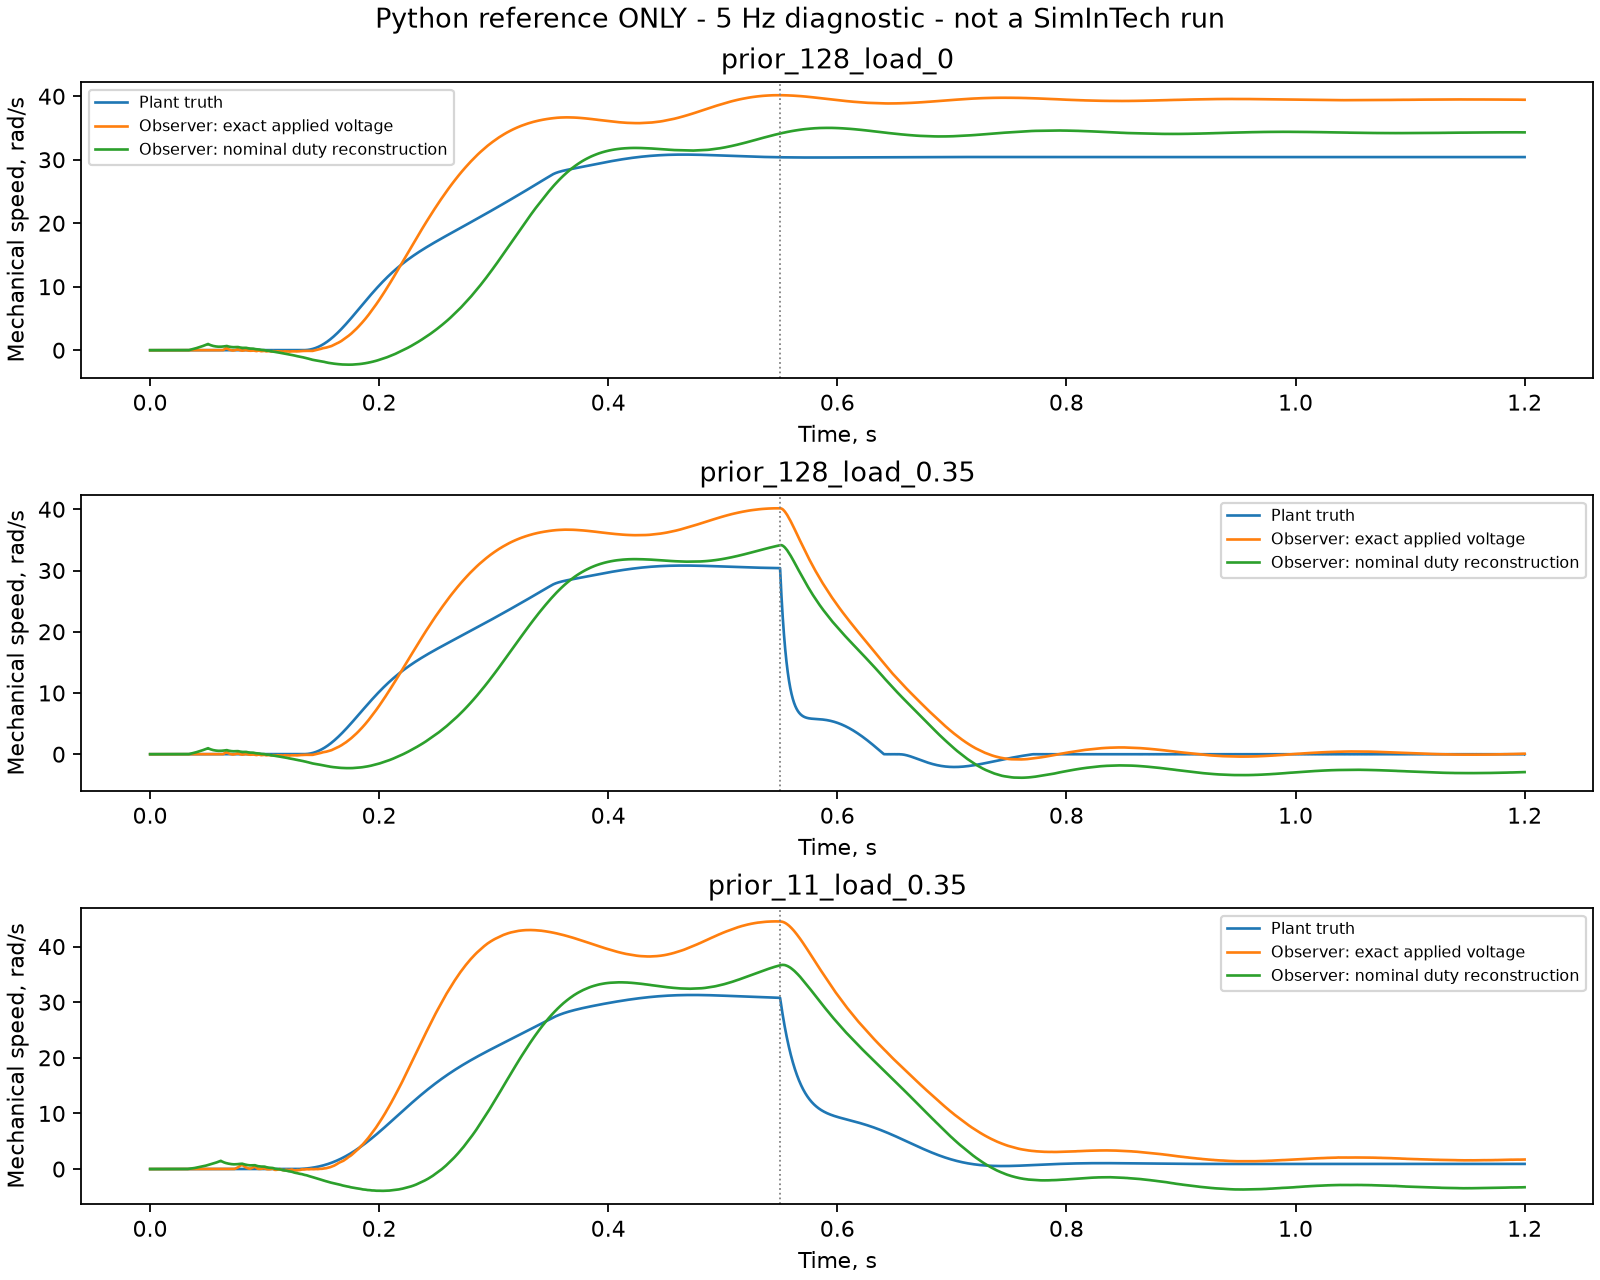 Python reference ONLY - 5 Hz diagnostic - not a SimInTech run
prior_128_load_0
Mechanical speed, rad/s
40
30
20
10
0
Plant truth
Observer: exact applied voltage
Observer: nominal duty reconstruction
0.0 0.2 0.4 0.6 0.8 1.0 1.2
Time, s
prior_128_load_0.35
Mechanical speed, rad/s
40
30
20
10
0
Plant truth
Observer: exact applied voltage
Observer: nominal duty reconstruction
0.0 0.2 0.4 0.6 0.8 1.0 1.2
Time, s
prior_11_load_0.35
Mechanical speed, rad/s
40
30
20
10
0
Plant truth
Observer: exact applied voltage
Observer: nominal duty reconstruction
0.0 0.2 0.4 0.6 0.8 1.0 1.2
Time, s